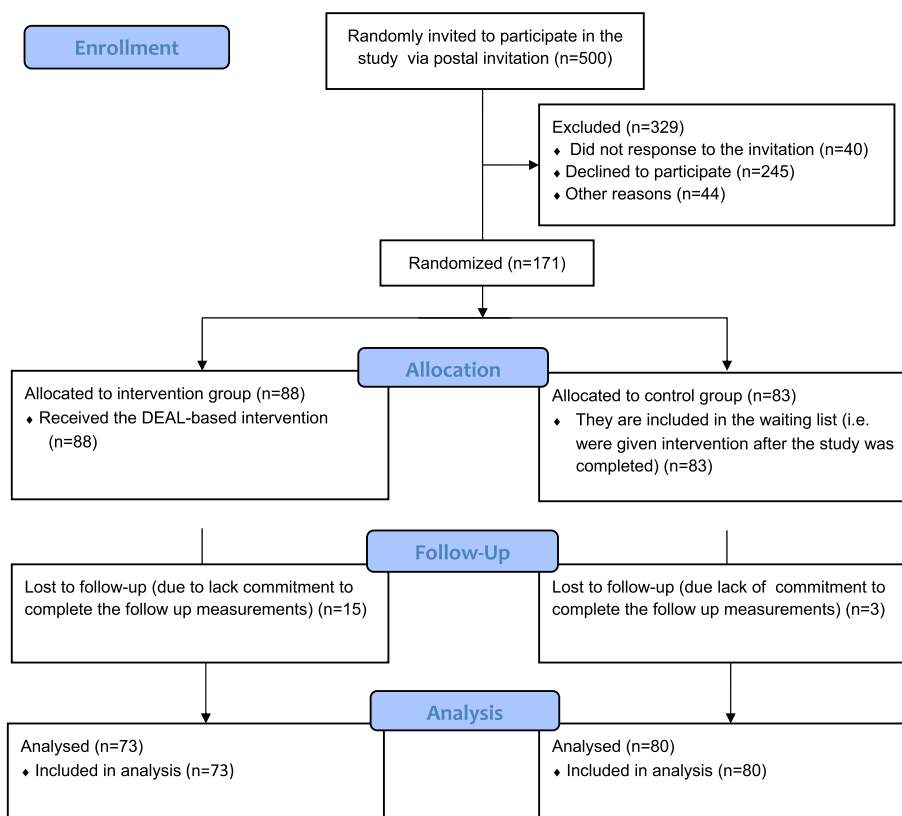 Enrollment
Randomly invited to participate in the
study via postal invitation (n=500)
Excluded (n=329)
♦ Did not response to the invitation (n=40)
♦ Declined to participate (n=245)
♦ Other reasons (n=44)
Randomized (n=171)
Allocation
Allocated to intervention group (n=88)
♦ Received the DEAL-based intervention
(n=88)
Allocated to control group (n=83)
♦ They are included in the waiting list (i.e.
were given intervention after the study was
completed) (n=83)
Follow-Up
Lost to follow-up (due to lack commitment to
complete the follow up measurements) (n=15)
Lost to follow-up (due lack of commitment to
complete the follow up measurements) (n=3)
Analysis
Analysed (n=73)
♦ Included in analysis (n=73)
Analysed (n=80)
♦ Included in analysis (n=80)